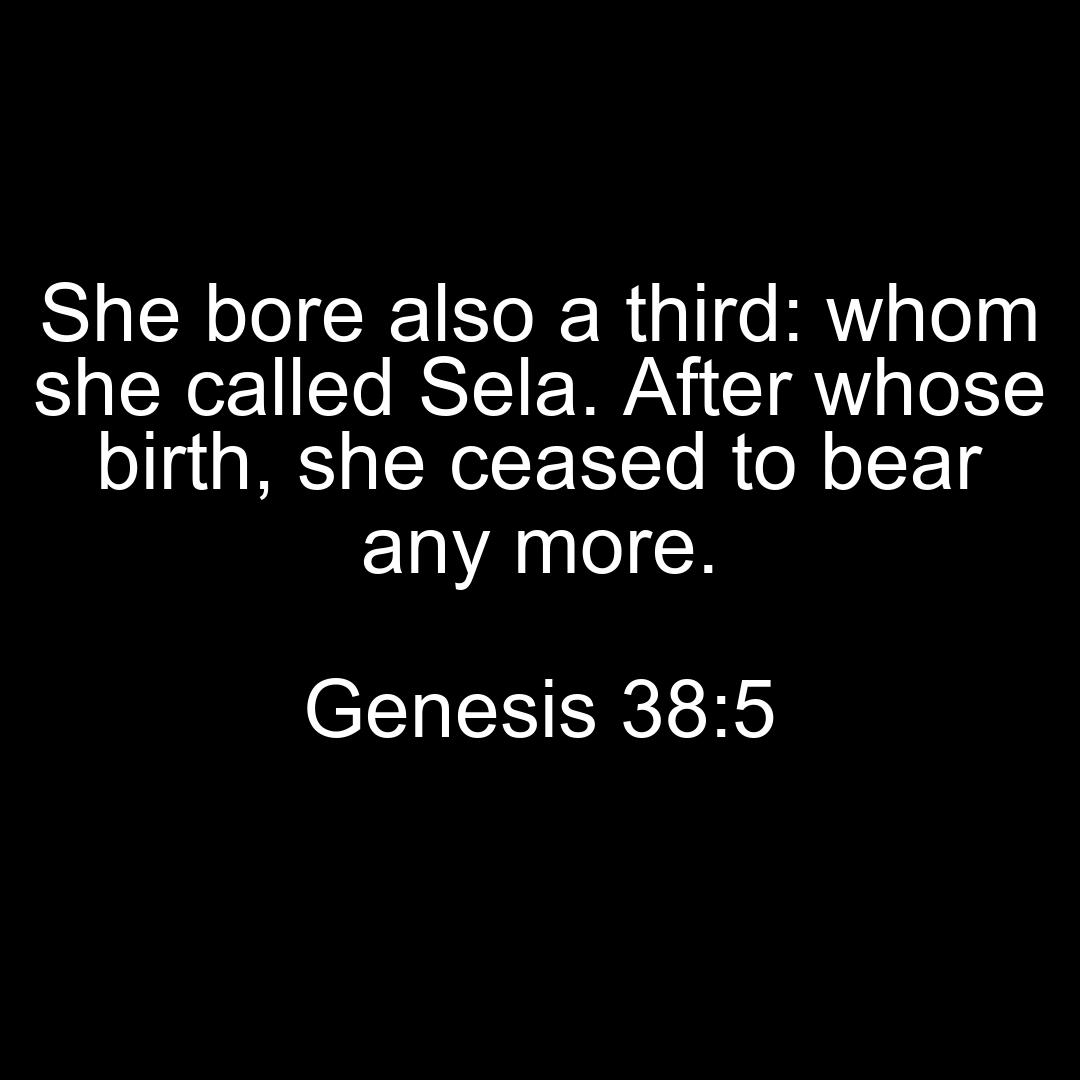 She bore also a third: whom
she called Sela. After whose
birth, she ceased to bear
any more.
Genesis 38:5